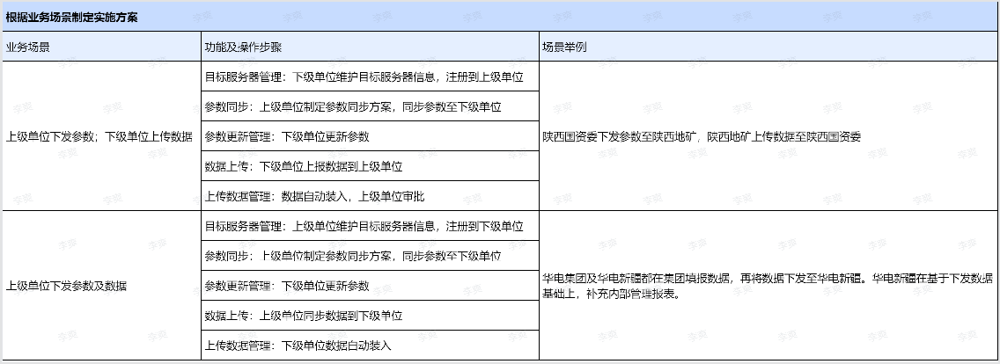 根据业务场景制定实施方案
业务场景
功能及操作步骤
场景举例
上级单位下发参数；下级单位上传数据
目标服务器管理：下级单位维护目标服务器信息，注册到上级单位
参数同步：上级单位制定参数同步方案，同步参数至下级单位
参数更新管理：下级单位更新参数
数据上传：下级单位上报数据到上级单位
上传数据管理：数据自动装入，上级单位审批
陕西国资委下发参数至陕西地矿，陕西地矿上传数据至陕西国资委
上级单位下发参数及数据
目标服务器管理：上级单位维护目标服务器信息，注册到下级单位
参数同步：上级单位制定参数同步方案，同步参数至下级单位
参数更新管理：下级单位更新参数
数据上传：上级单位同步数据到下级单位
上传数据管理：下级单位数据自动装入
华电集团及华电新疆都在集团填报数据，再将数据下发至华电新疆。华电新疆在基于下发数据
基础上，补充内部管理报表。